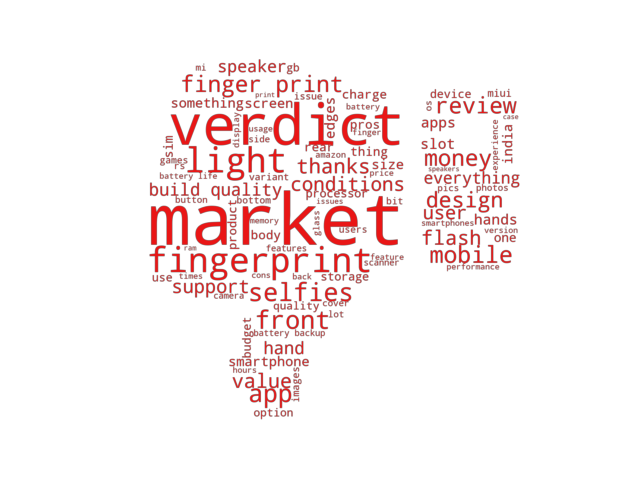 mi speaker gb
finger print
print issue charge
something screen edges battery
verdict
display usage side pros finger
sim light rear amazon thing
games rs thanks size price
battery life variant conditions
build quality processor
button bottom issues bit
market
product memory glass users
body features
fingerprint feature scanner
ram
use times cons back storage
support camera selfies
quality cover
front lot
budget battery backup
hand
smartphone
hours
value images
app
option
device miui
os review case
apps experience india
slot
money
speakers
everything
pics photos
design
user hands
smartphones version
flash one
mobile
performance